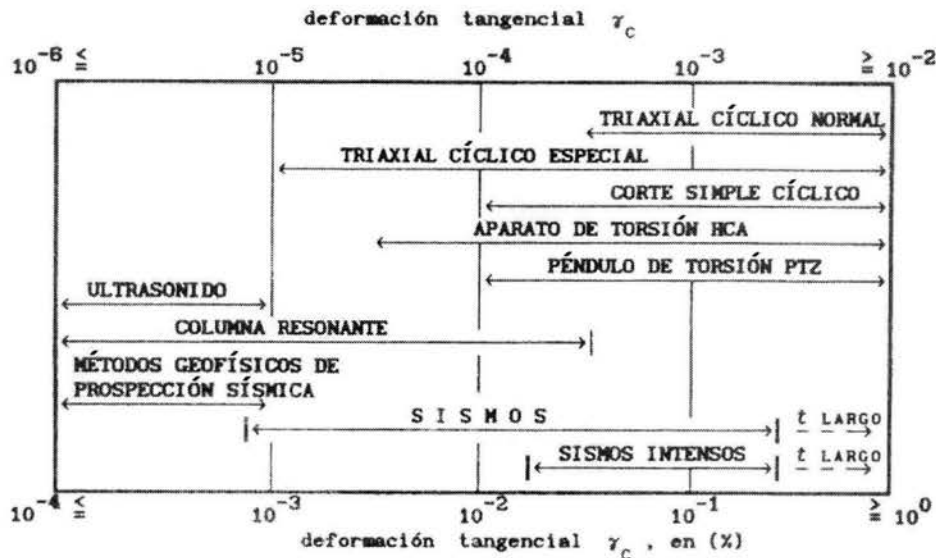 deformación tangencial γc
10^-6 ≤ 10^-5 10^-4 10^-3 ≥ 10^-2
TRIAXIAL CÍCLICO NORMAL
TRIAXIAL CÍCLICO ESPECIAL
CORTE SIMPLE CÍCLICO
APARATO DE TORSIÓN HCA
PÉNDULO DE TORSIÓN PTZ
ULTRASONIDO
COLUMNA RESONANTE
MÉTODOS GEOFÍSICOS DE
PROSPECCIÓN SÍSMICA
S I S M O S t LARGO
SISMOS INTENSOS t LARGO
10^-4 ≤ 10^-3 10^-2 10^-1 ≥ 10^0
deformación tangencial γc , en (%)